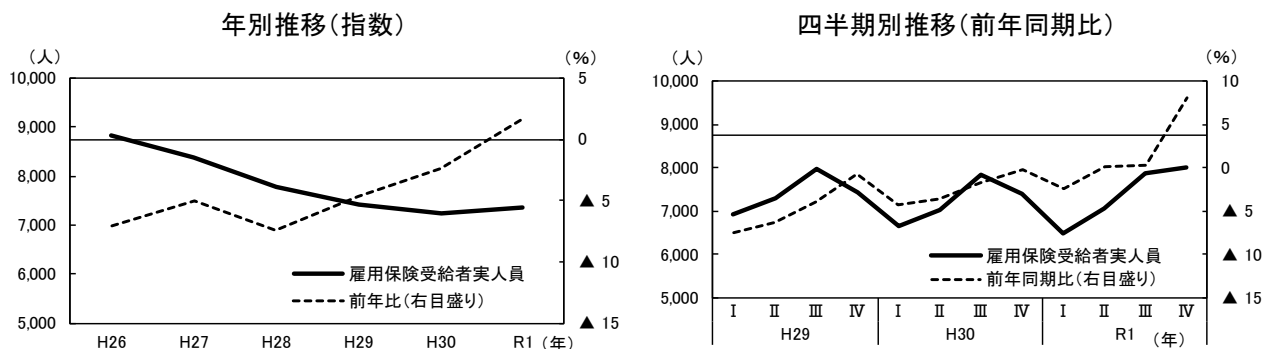 年別推移(指数)
(人)
(%)
10,000
9,000
8,000
7,000
6,000
5,000
5
0
▲ 5
▲ 10
▲ 15
雇用保険受給者実人員
前年比(右目盛り)
H26 H27 H28 H29 H30 R1 (年)
四半期別推移(前年同期比)
(人)
(%)
10,000
9,000
8,000
7,000
6,000
5,000
10
5
0
▲ 5
▲ 10
▲ 15
雇用保険受給者実人員
前年同期比(右目盛り)
Ⅰ Ⅱ Ⅲ Ⅳ Ⅰ Ⅱ Ⅲ Ⅳ Ⅰ Ⅱ Ⅲ Ⅳ
H29 H30 R1 (年)